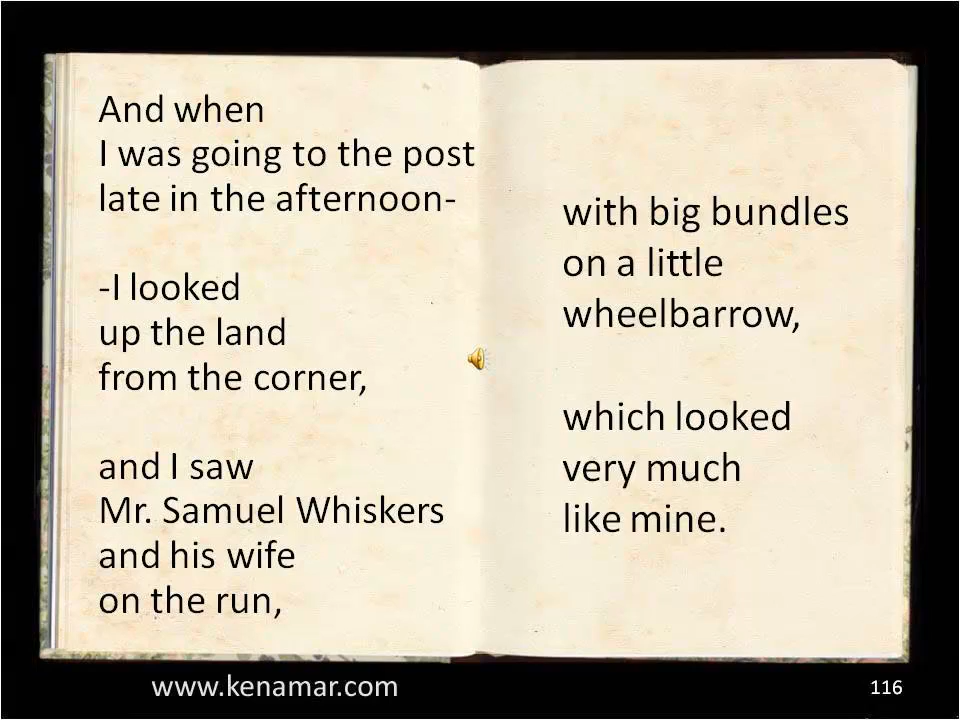 And when
I was going to the post
late in the afternoon-
-I looked
up the land
from the corner,
and I saw
Mr. Samuel Whiskers
and his wife
on the run,
with big bundles
on a little
wheelbarrow,
which looked
very much
like mine.
www.kenamar.com
116